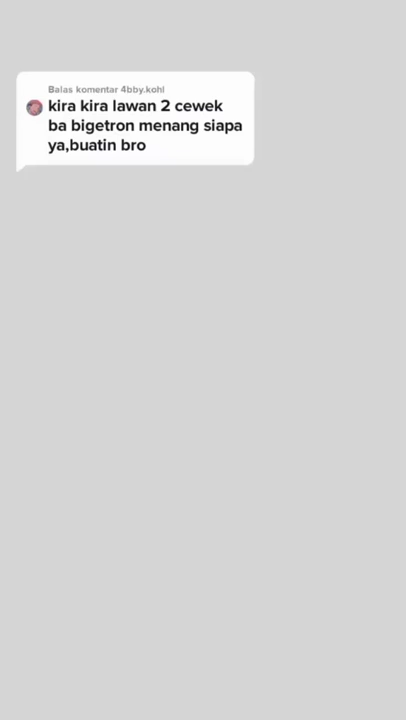 Balas komentar 4bby.kohl
kira kira lawan 2 cewek
ba bigetron menang siapa
ya,buatin bro